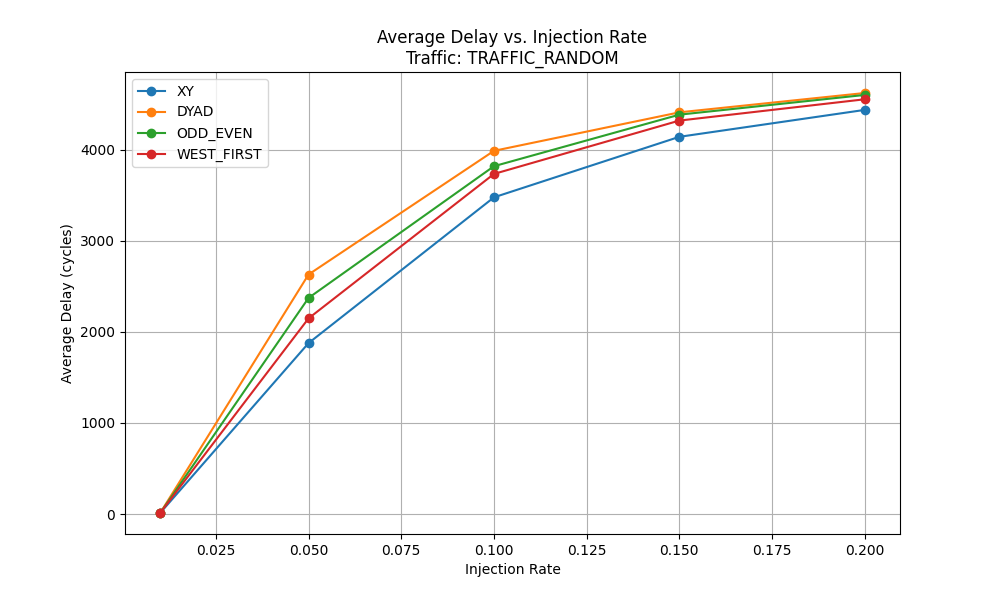 Average Delay vs. Injection Rate
Traffic: TRAFFIC_RANDOM
XY
DYAD
ODD_EVEN
WEST_FIRST
Average Delay (cycles)
4000
3000
2000
1000
0
0.025 0.050 0.075 0.100 0.125 0.150 0.175 0.200
Injection Rate